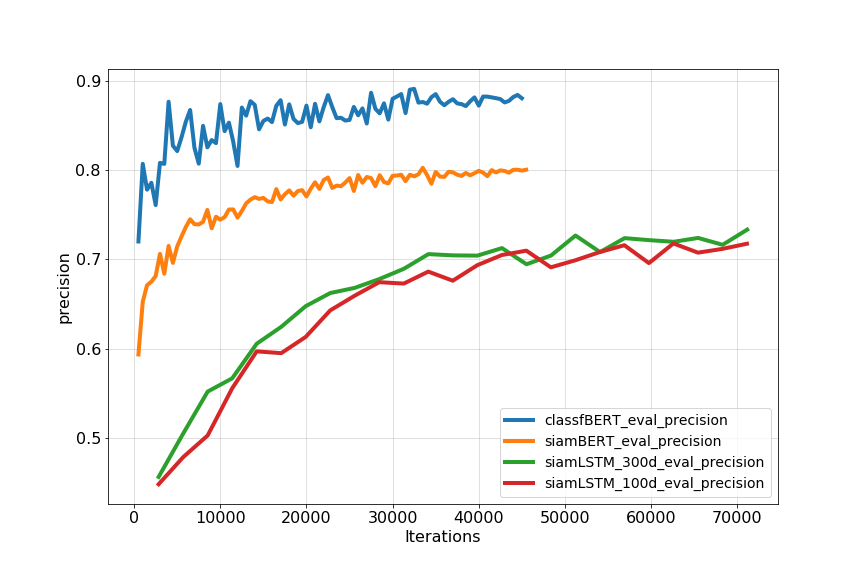 0.9
0.8
0.7
0.6
0.5
precision
0 10000 20000 30000 40000 50000 60000 70000
Iterations
classfBERT_eval_precision
siamBERT_eval_precision
siamLSTM_300d_eval_precision
siamLSTM_100d_eval_precision